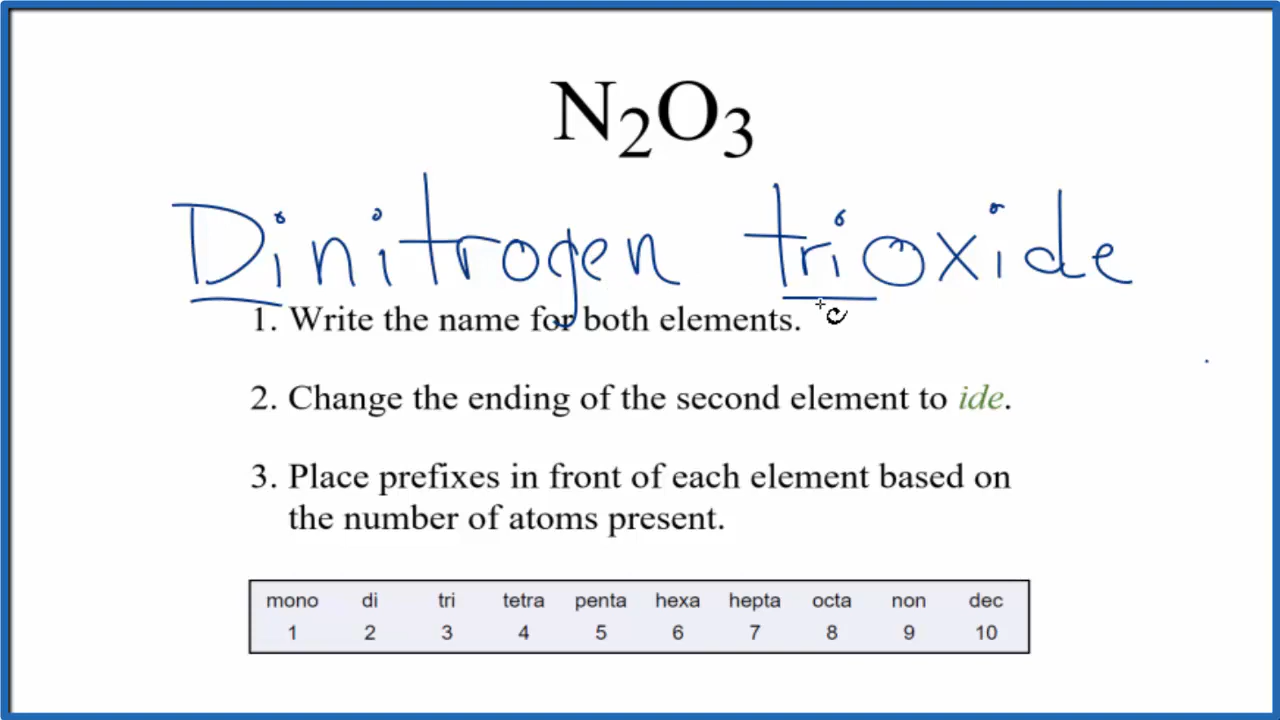 N₂O₃
Dinitrogen trioxide
1. Write the name for both elements.
2. Change the ending of the second element to ide.
3. Place prefixes in front of each element based on
the number of atoms present.
mono di tri tetra penta hexa hepta octa non dec
1 2 3 4 5 6 7 8 9 10